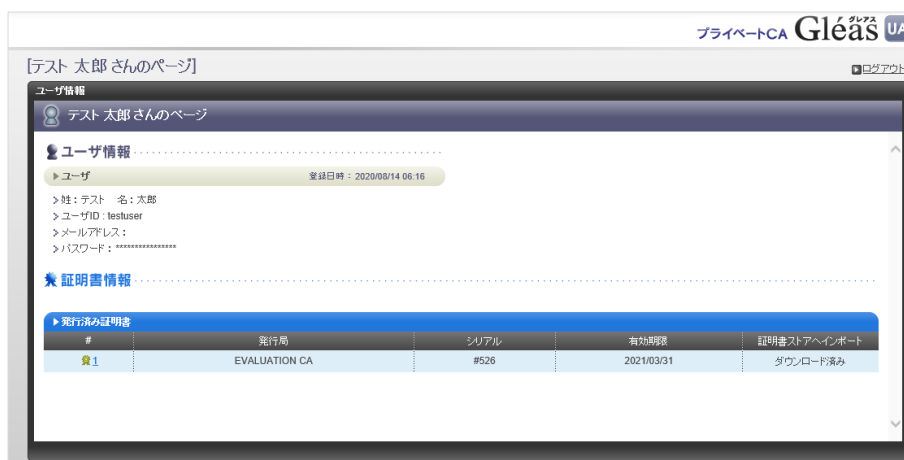 プライベートCA Gléas グレアス UA
[テスト 太郎 さんのページ]
ログアウト
ユーザ情報
テスト 太郎 さんのページ
ユーザ情報
ユーザ 登録日時：2020/08/14 06:16
姓：テスト 名：太郎
ユーザID : testuser
メールアドレス：
パスワード：***************
証明書情報
発行済み証明書
# 発行局 シリアル 有効期限 証明書ストアへインポート
1 EVALUATION CA #526 2021/03/31 ダウンロード済み